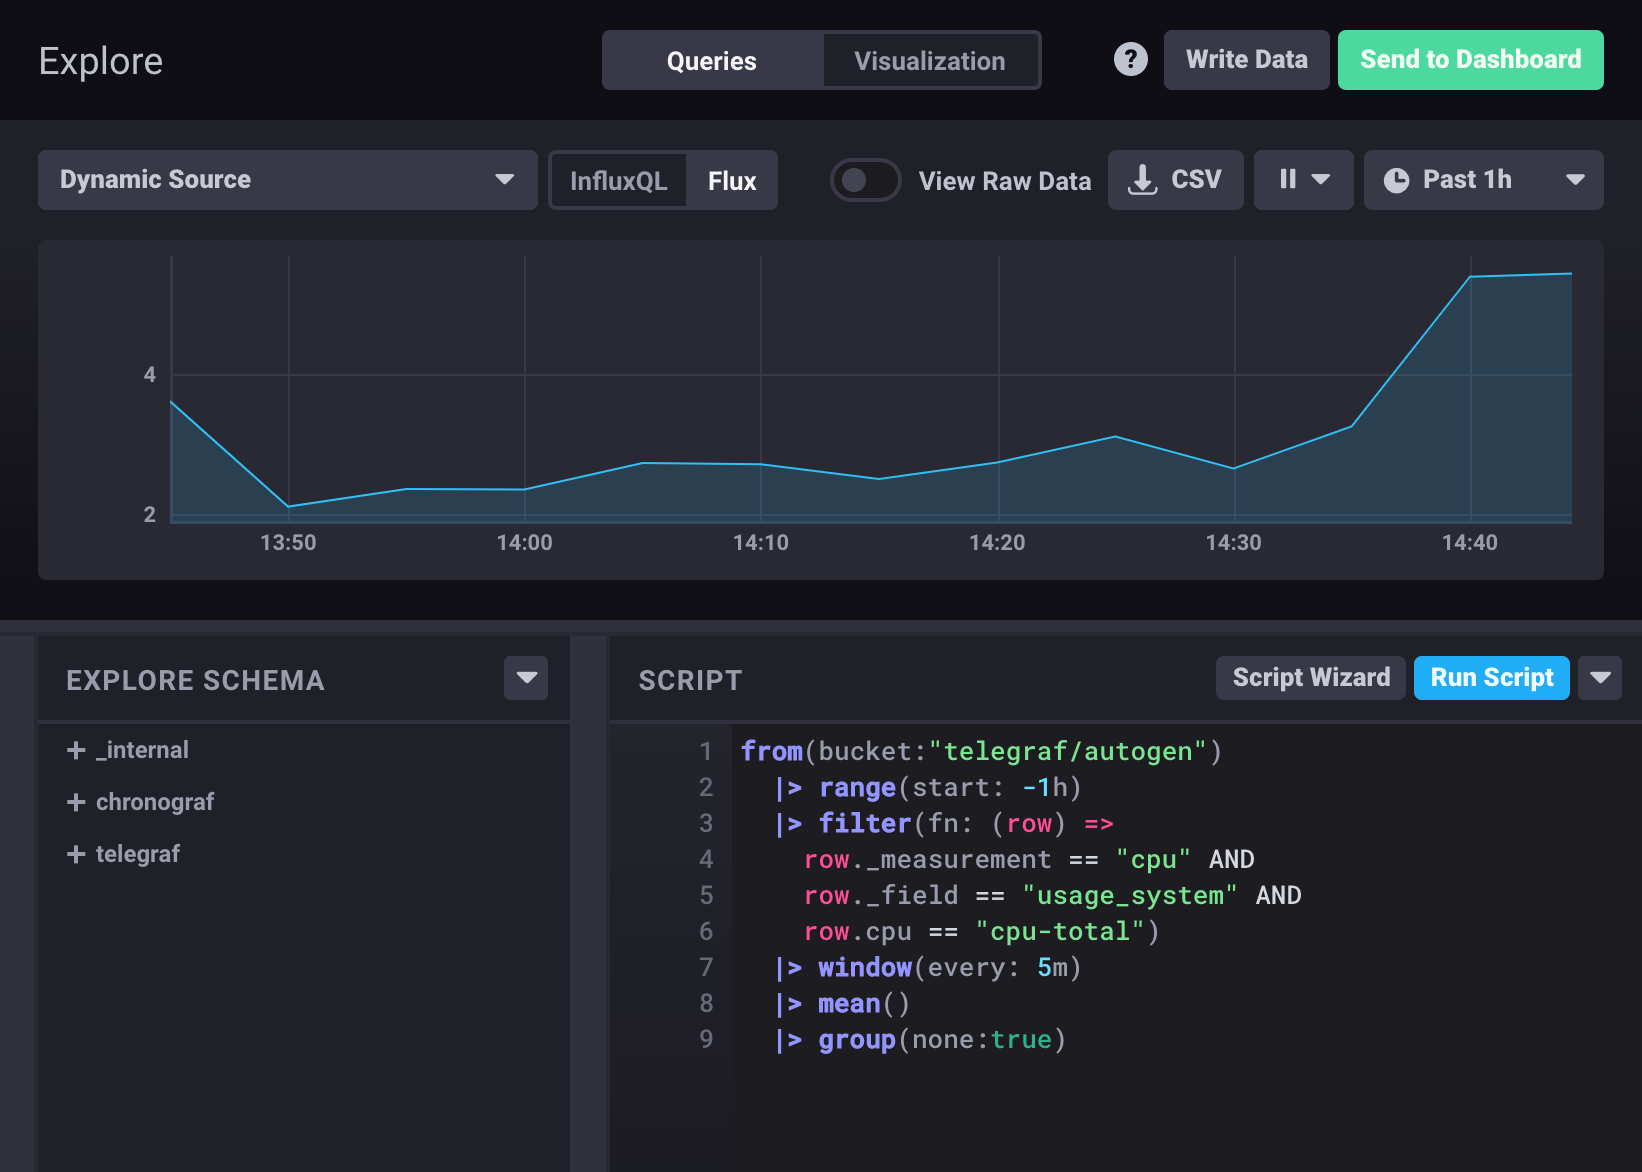 Explore
Queries
Visualization
?
Write Data
Send to Dashboard
Dynamic Source
InfluxQL
Flux
View Raw Data
CSV
Past 1h
4
2
13:50
14:00
14:10
14:20
14:30
14:40
EXPLORE SCHEMA
+ _internal
+ chronograf
+ telegraf
SCRIPT
Script Wizard
Run Script
1 from(bucket:"telegraf/autogen")
2   |> range(start: -1h)
3   |> filter(fn: (row) =>
4     row._measurement == "cpu" AND
5     row._field == "usage_system" AND
6     row.cpu == "cpu-total")
7   |> window(every: 5m)
8   |> mean()
9   |> group(none:true)